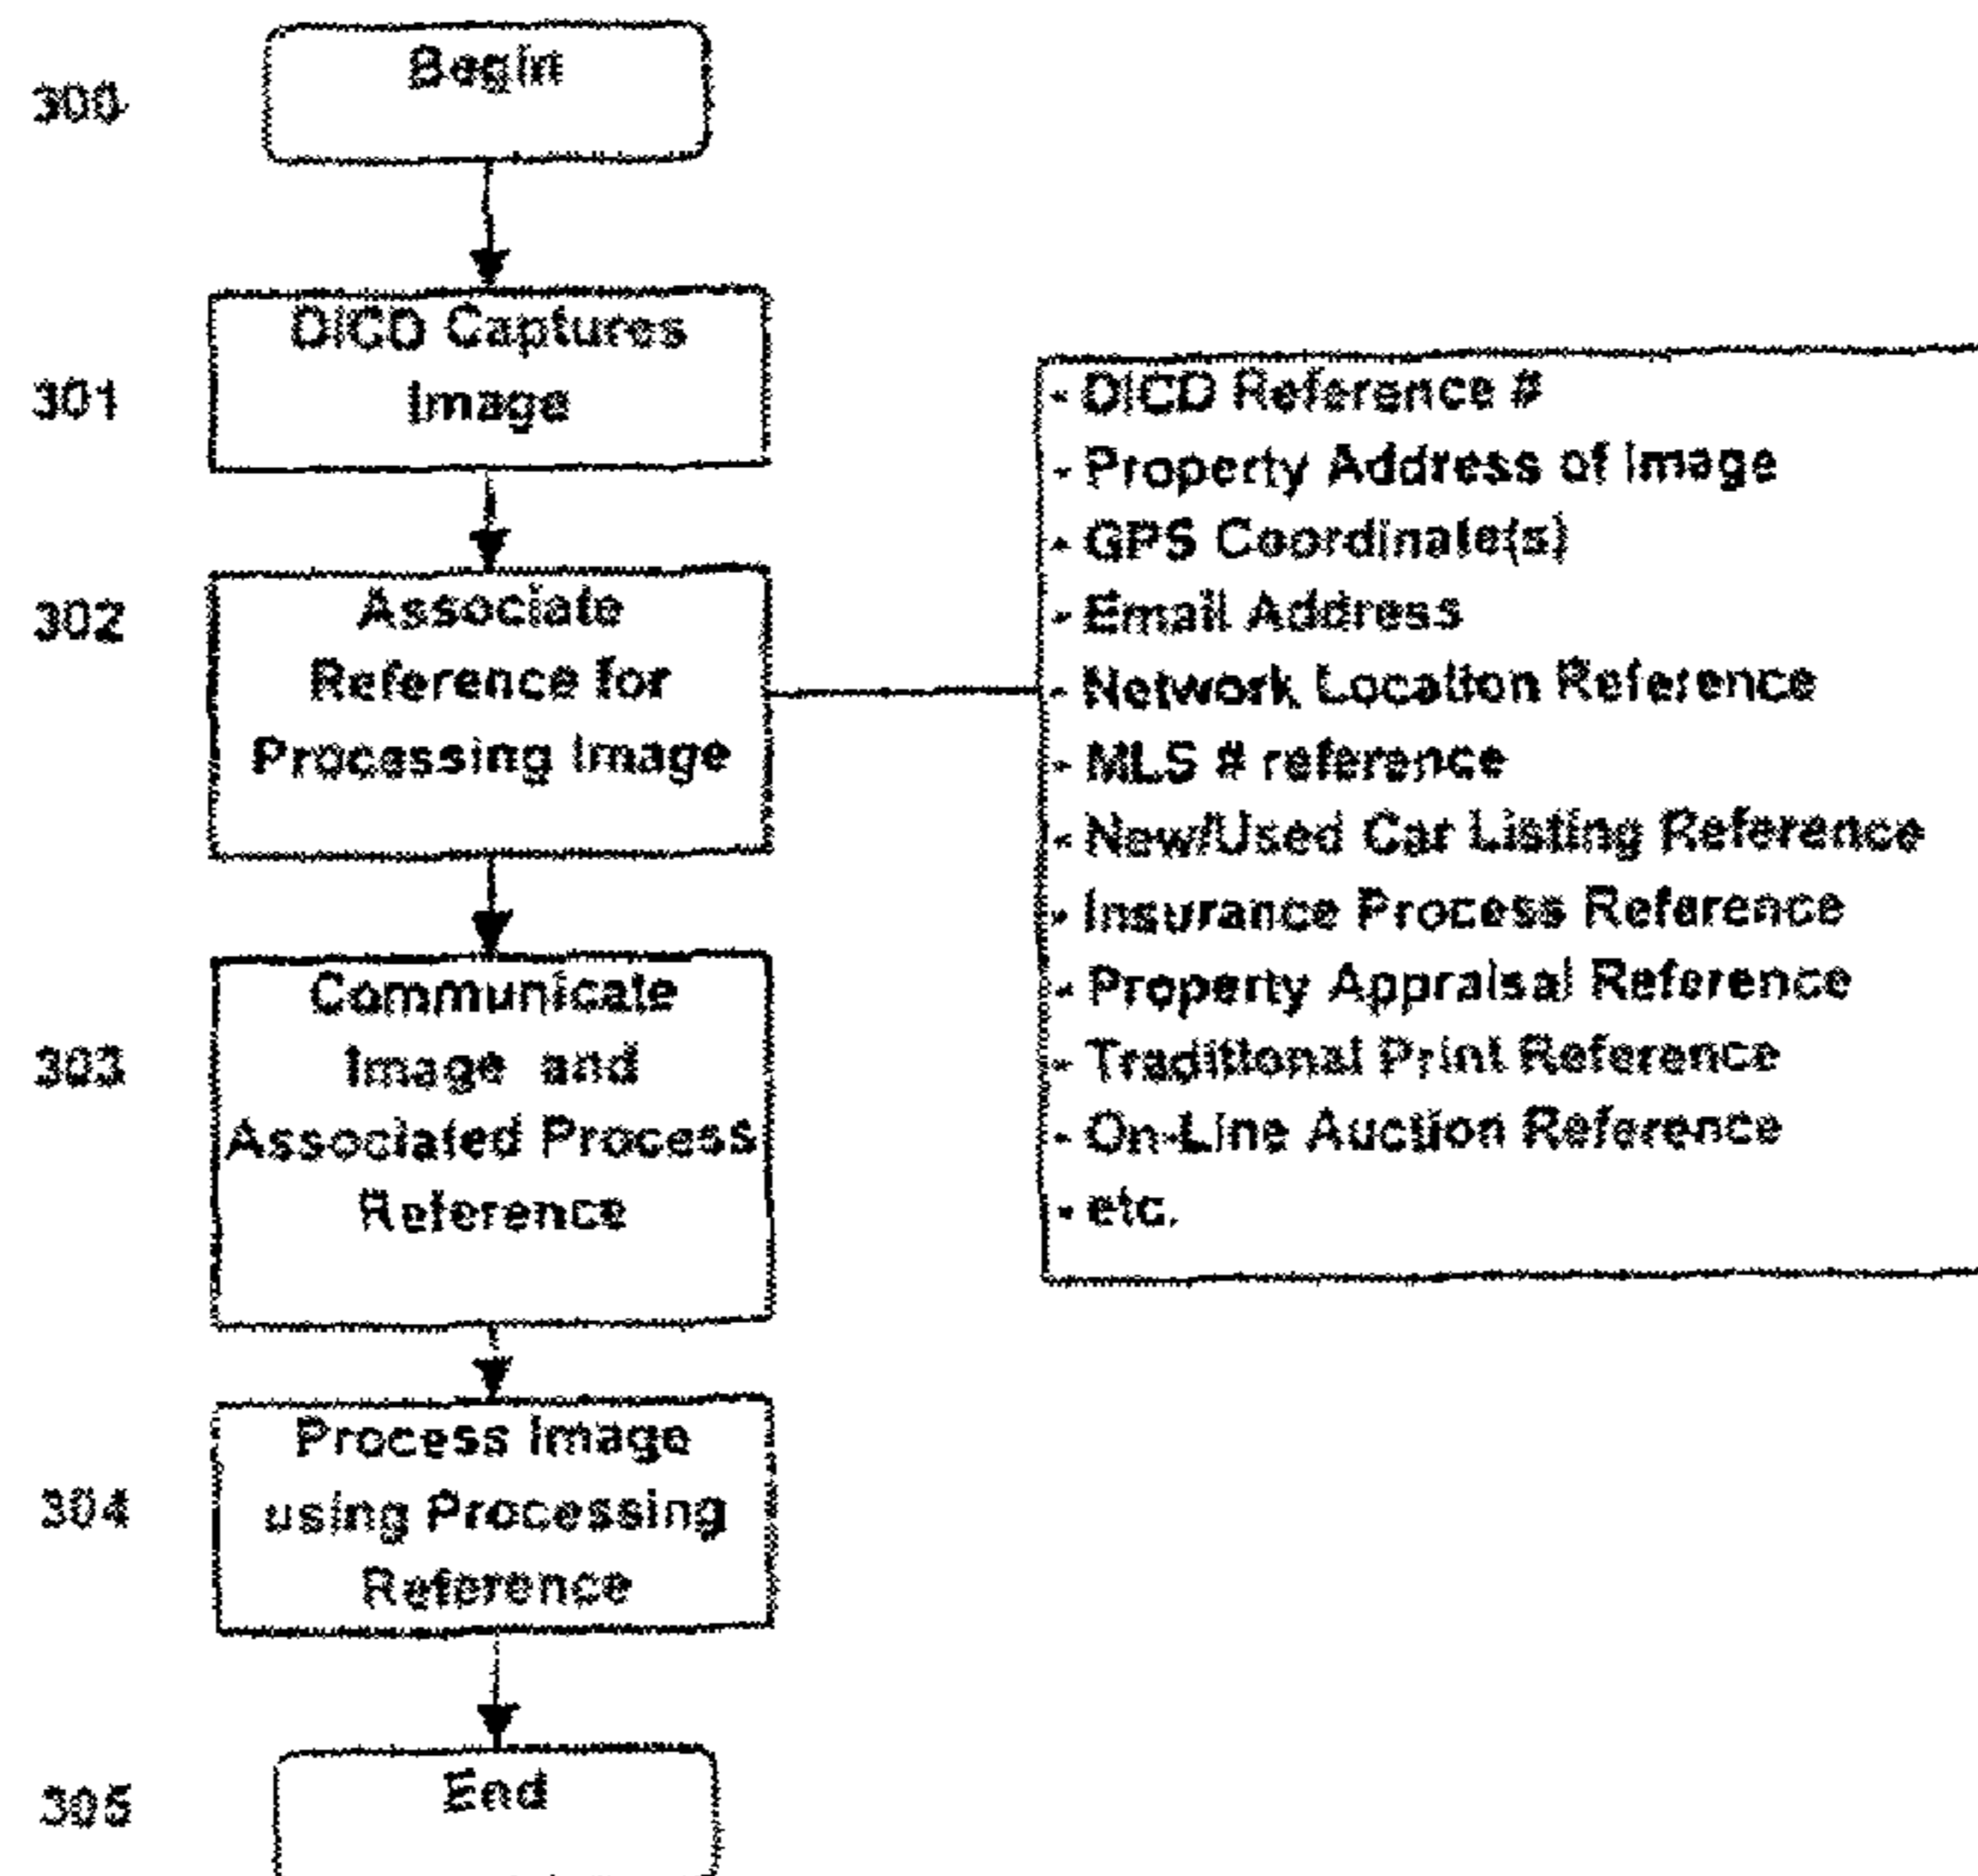 300
Begin
301
DICD Captures
Image
302
Associate
Reference for
Processing Image
- DICD Reference #
- Property Address of Image
- GPS Coordinate(s)
- Email Address
- Network Location Reference
- MLS # reference
- New/Used Car Listing Reference
- Insurance Process Reference
- Property Appraisal Reference
- Traditional Print Reference
- On-Line Auction Reference
- etc.
303
Communicate
Image and
Associated Process
Reference
304
Process Image
using Processing
Reference
305
End